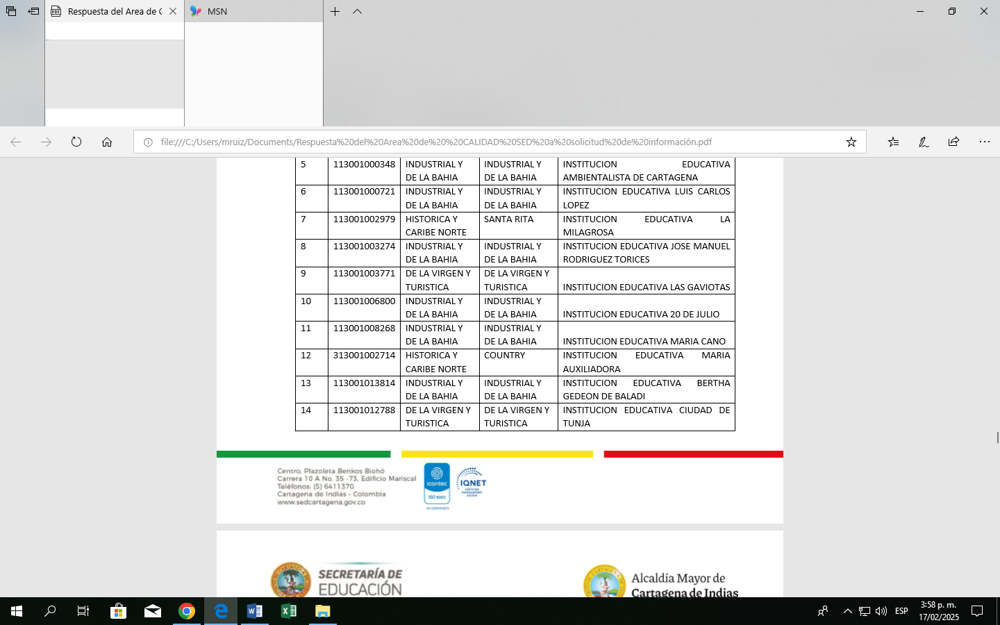 Respuesta del Area de C
MSN
file:///C:/Users/mruiz/Documents/Respuesta%20del%20Area%20de%20%20CALIDAD%20SED%20a%20solicitud%20de%20información.pdf
5 113001000348 INDUSTRIAL Y INDUSTRIAL Y INSTITUCION EDUCATIVA
DE LA BAHIA DE LA BAHIA AMBIENTALISTA DE CARTAGENA
6 113001000721 INDUSTRIAL Y INDUSTRIAL Y INSTITUCION EDUCATIVA LUIS CARLOS
DE LA BAHIA DE LA BAHIA LOPEZ
7 113001002979 HISTORICA Y SANTA RITA INSTITUCION EDUCATIVA LA
CARIBE NORTE MILAGROSA
8 113001003274 INDUSTRIAL Y INDUSTRIAL Y INSTITUCION EDUCATIVA JOSE MANUEL
DE LA BAHIA DE LA BAHIA RODRIGUEZ TORICES
9 113001003771 DE LA VIRGEN Y DE LA VIRGEN Y
TURISTICA TURISTICA INSTITUCION EDUCATIVA LAS GAVIOTAS
10 113001006800 INDUSTRIAL Y INDUSTRIAL Y
DE LA BAHIA DE LA BAHIA INSTITUCION EDUCATIVA 20 DE JULIO
11 113001008268 INDUSTRIAL Y INDUSTRIAL Y
DE LA BAHIA DE LA BAHIA INSTITUCION EDUCATIVA MARIA CANO
12 313001002714 HISTORICA Y COUNTRY INSTITUCION EDUCATIVA MARIA
CARIBE NORTE AUXILIADORA
13 113001013814 INDUSTRIAL Y INDUSTRIAL Y INSTITUCION EDUCATIVA BERTHA
DE LA BAHIA DE LA BAHIA GEDEON DE BALADI
14 113001012788 DE LA VIRGEN Y DE LA VIRGEN Y INSTITUCION EDUCATIVA CIUDAD DE
TURISTICA TURISTICA TUNJA
Centro, Plazoleta Benkos Biohó
Carrera 10 A No. 35 -73, Edificio Mariscal
Teléfonos: (5) 6411370
Cartagena de Indias - Colombia
www.sedcartagena.gov.co
icontec
ISO 9001
IQNET
CERTIFIED
MANAGEMENT
SYSTEM
SECRETARÍA DE
EDUCACIÓN
Alcaldía Mayor de
Cartagena de Indias
ESP
3:58 p. m.
17/02/2025